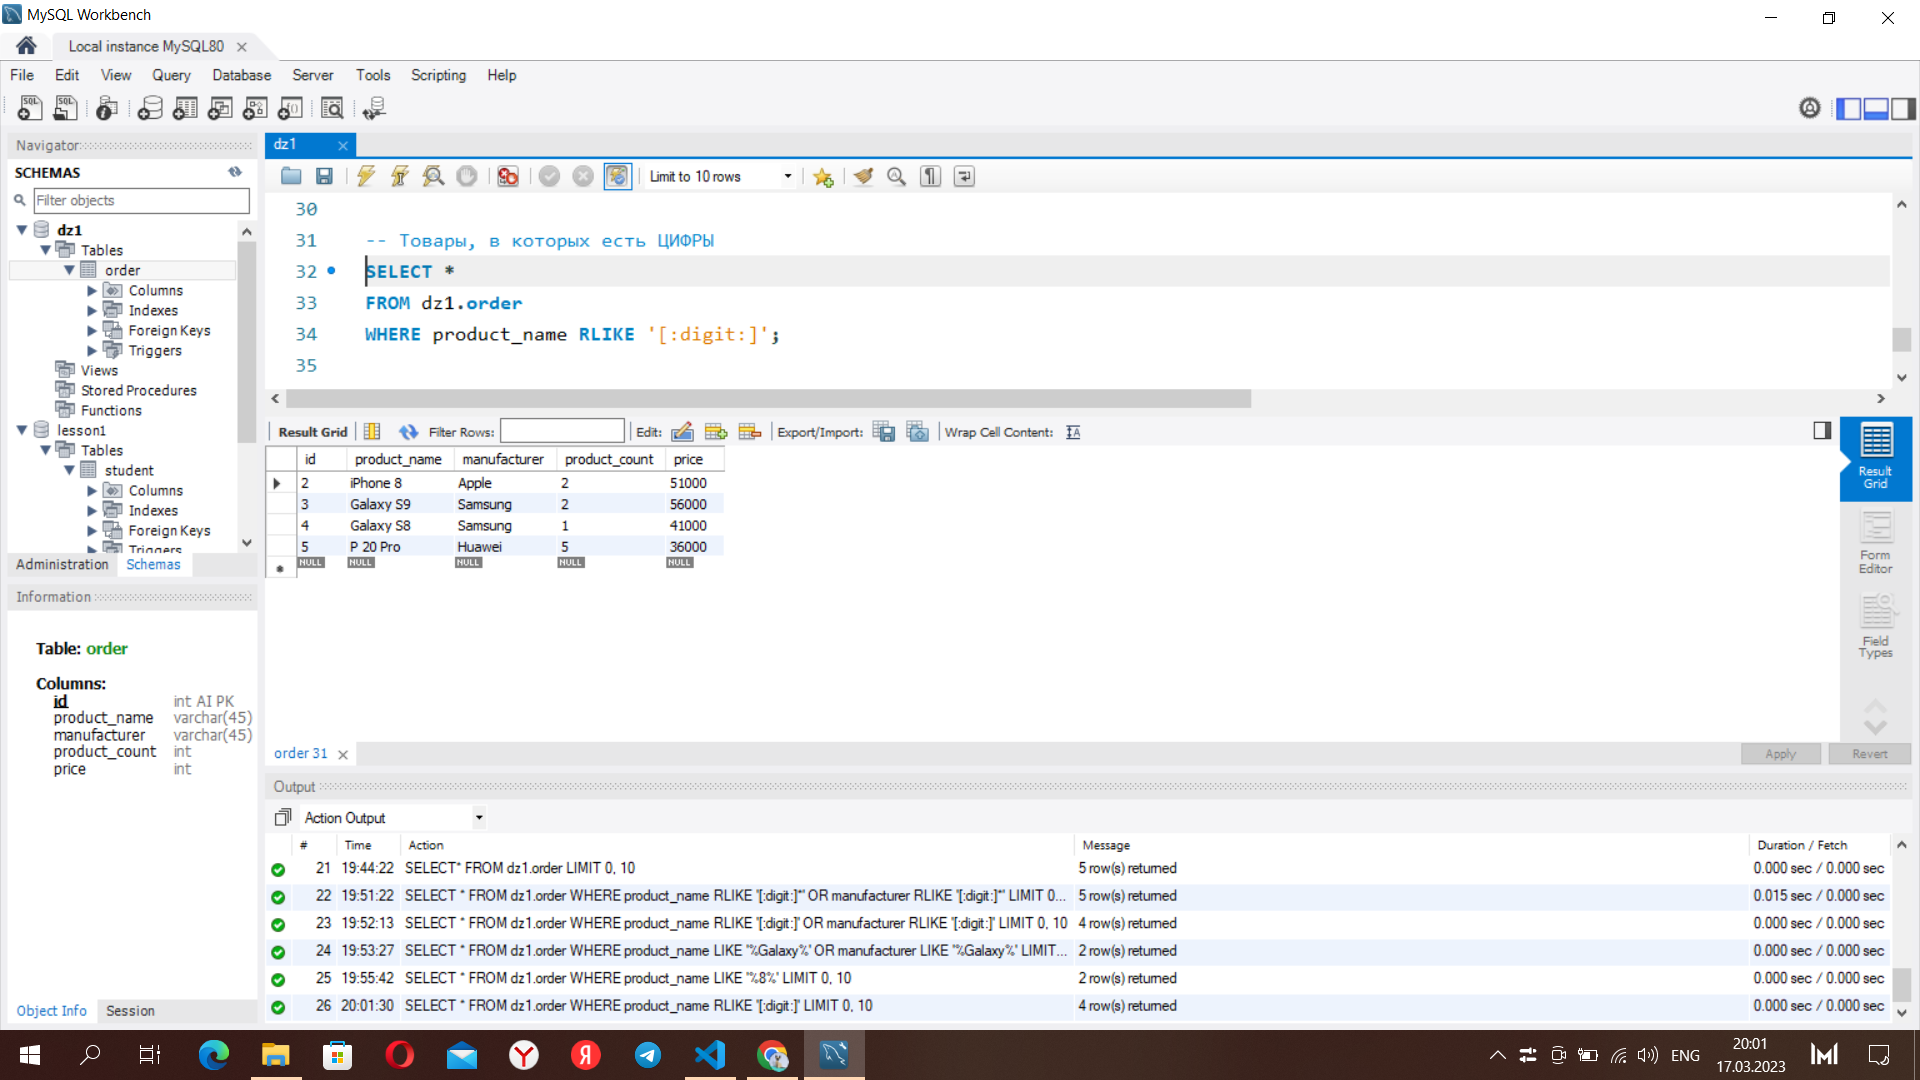 MySQL Workbench
Local instance MySQL80
File Edit View Query Database Server Tools Scripting Help
Navigator
SCHEMAS
Filter objects
dz1
Tables
order
Columns
Indexes
Foreign Keys
Triggers
Views
Stored Procedures
Functions
lesson1
Tables
student
Columns
Indexes
Foreign Keys
Triggers
Administration Schemas
Information
Table: order
Columns:
id int AI PK
product_name varchar(45)
manufacturer varchar(45)
product_count int
price int
Object Info Session
dz1
Limit to 10 rows
30
31 -- Товары, в которых есть ЦИФРЫ
32 SELECT *
33 FROM dz1.order
34 WHERE product_name RLIKE '[:digit:]';
35
Result Grid Filter Rows: Edit: Export/Import: Wrap Cell Content:
id product_name manufacturer product_count price
2 iPhone 8 Apple 2 51000
3 Galaxy S9 Samsung 2 56000
4 Galaxy S8 Samsung 1 41000
5 P 20 Pro Huawei 5 36000
NULL NULL NULL NULL NULL
Result Grid
Form Editor
Field Types
order 31 Apply Revert
Output
Action Output
# Time Action Message Duration / Fetch
21 19:44:22 SELECT* FROM dz1.order LIMIT 0, 10 5 row(s) returned 0.000 sec / 0.000 sec
22 19:51:22 SELECT * FROM dz1.order WHERE product_name RLIKE '[:digit:]*' OR manufacturer RLIKE '[:digit:]*' LIMIT 0... 5 row(s) returned 0.015 sec / 0.000 sec
23 19:52:13 SELECT * FROM dz1.order WHERE product_name RLIKE '[:digit:]' OR manufacturer RLIKE '[:digit:]' LIMIT 0, 10 4 row(s) returned 0.000 sec / 0.000 sec
24 19:53:27 SELECT * FROM dz1.order WHERE product_name LIKE '%Galaxy%' OR manufacturer LIKE '%Galaxy%' LIMIT... 2 row(s) returned 0.000 sec / 0.000 sec
25 19:55:42 SELECT * FROM dz1.order WHERE product_name LIKE '%8%' LIMIT 0, 10 2 row(s) returned 0.000 sec / 0.000 sec
26 20:01:30 SELECT * FROM dz1.order WHERE product_name RLIKE '[:digit:]' LIMIT 0, 10 4 row(s) returned 0.000 sec / 0.000 sec
ENG
20:01
17.03.2023